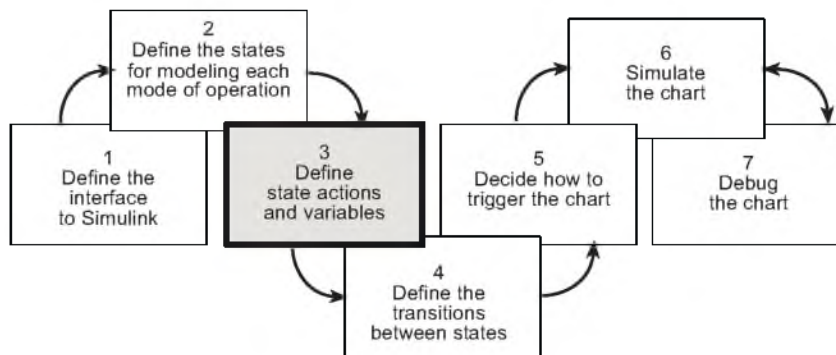 1
Define the
interface
to Simulink
2
Define the states
for modeling each
mode of operation
3
Define
state actions
and variables
4
Define the
transitions
between states
5
Decide how to
trigger the chart
6
Simulate
the chart
7
Debug
the chart